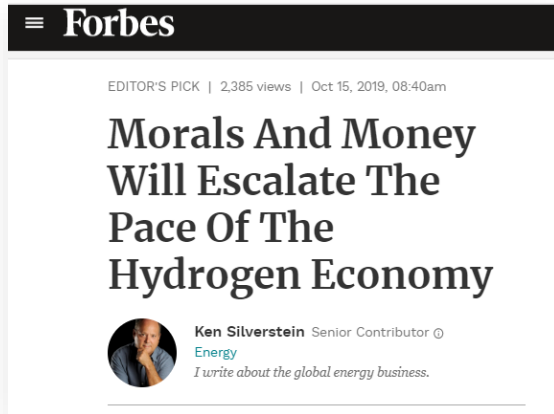 Forbes
EDITOR'S PICK | 2,385 views | Oct 15, 2019, 08:40am
Morals And Money
Will Escalate The
Pace Of The
Hydrogen Economy
Ken Silverstein Senior Contributor
Energy
I write about the global energy business.